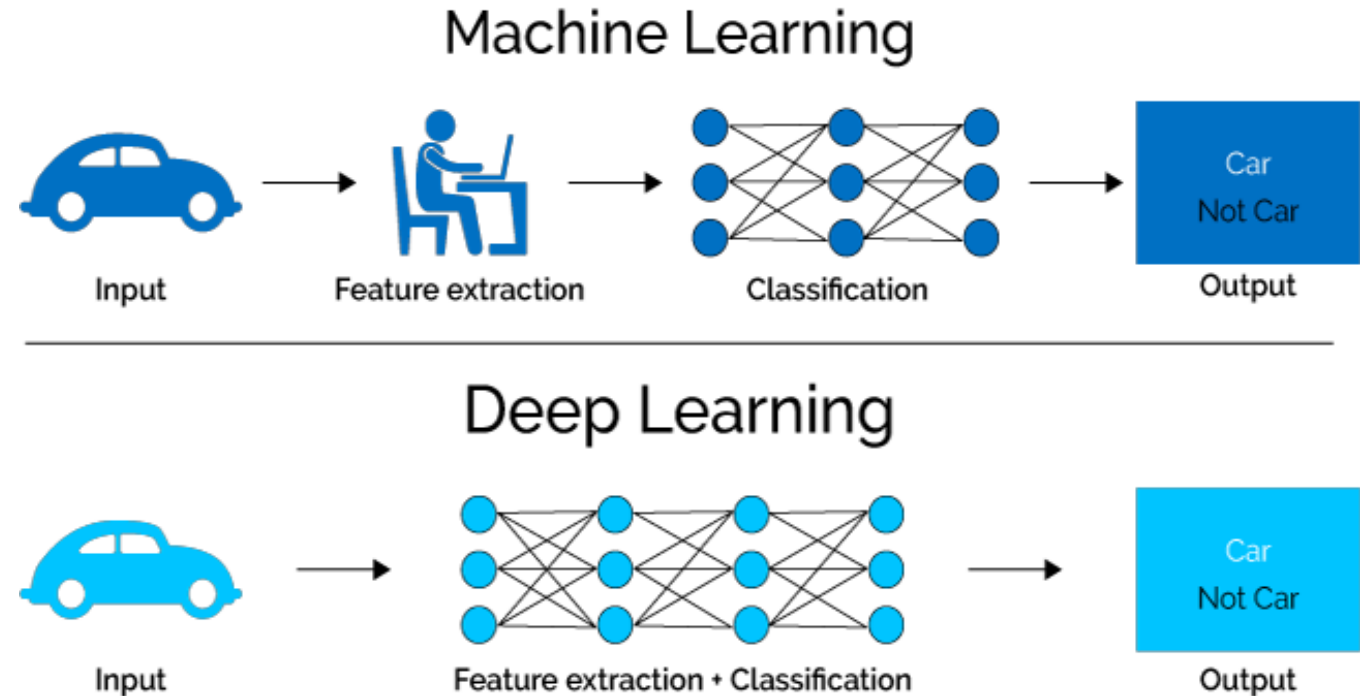 Machine Learning
Input
Feature extraction
Classification
Car
Not Car
Output
Deep Learning
Input
Feature extraction + Classification
Car
Not Car
Output